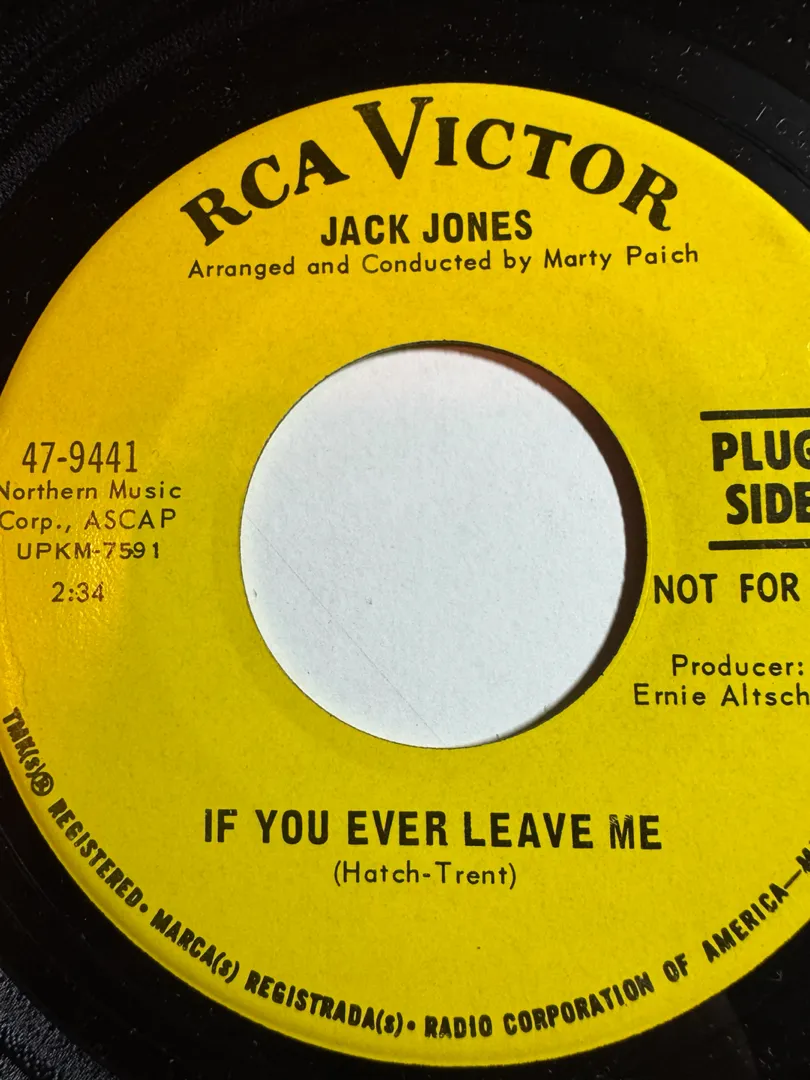 RCA VICTOR
JACK JONES
Arranged and Conducted by Marty Paich
47-9441
Northern Music
Corp., ASCAP
UPKM-7591
2:34
PLUG
SIDE
NOT FOR
Producer:
Ernie Altsch
IF YOU EVER LEAVE ME
(Hatch-Trent)
TMK(s)® REGISTERED • MARCA(s) REGISTRADA(s) • RADIO CORPORATION OF AMERICA—M